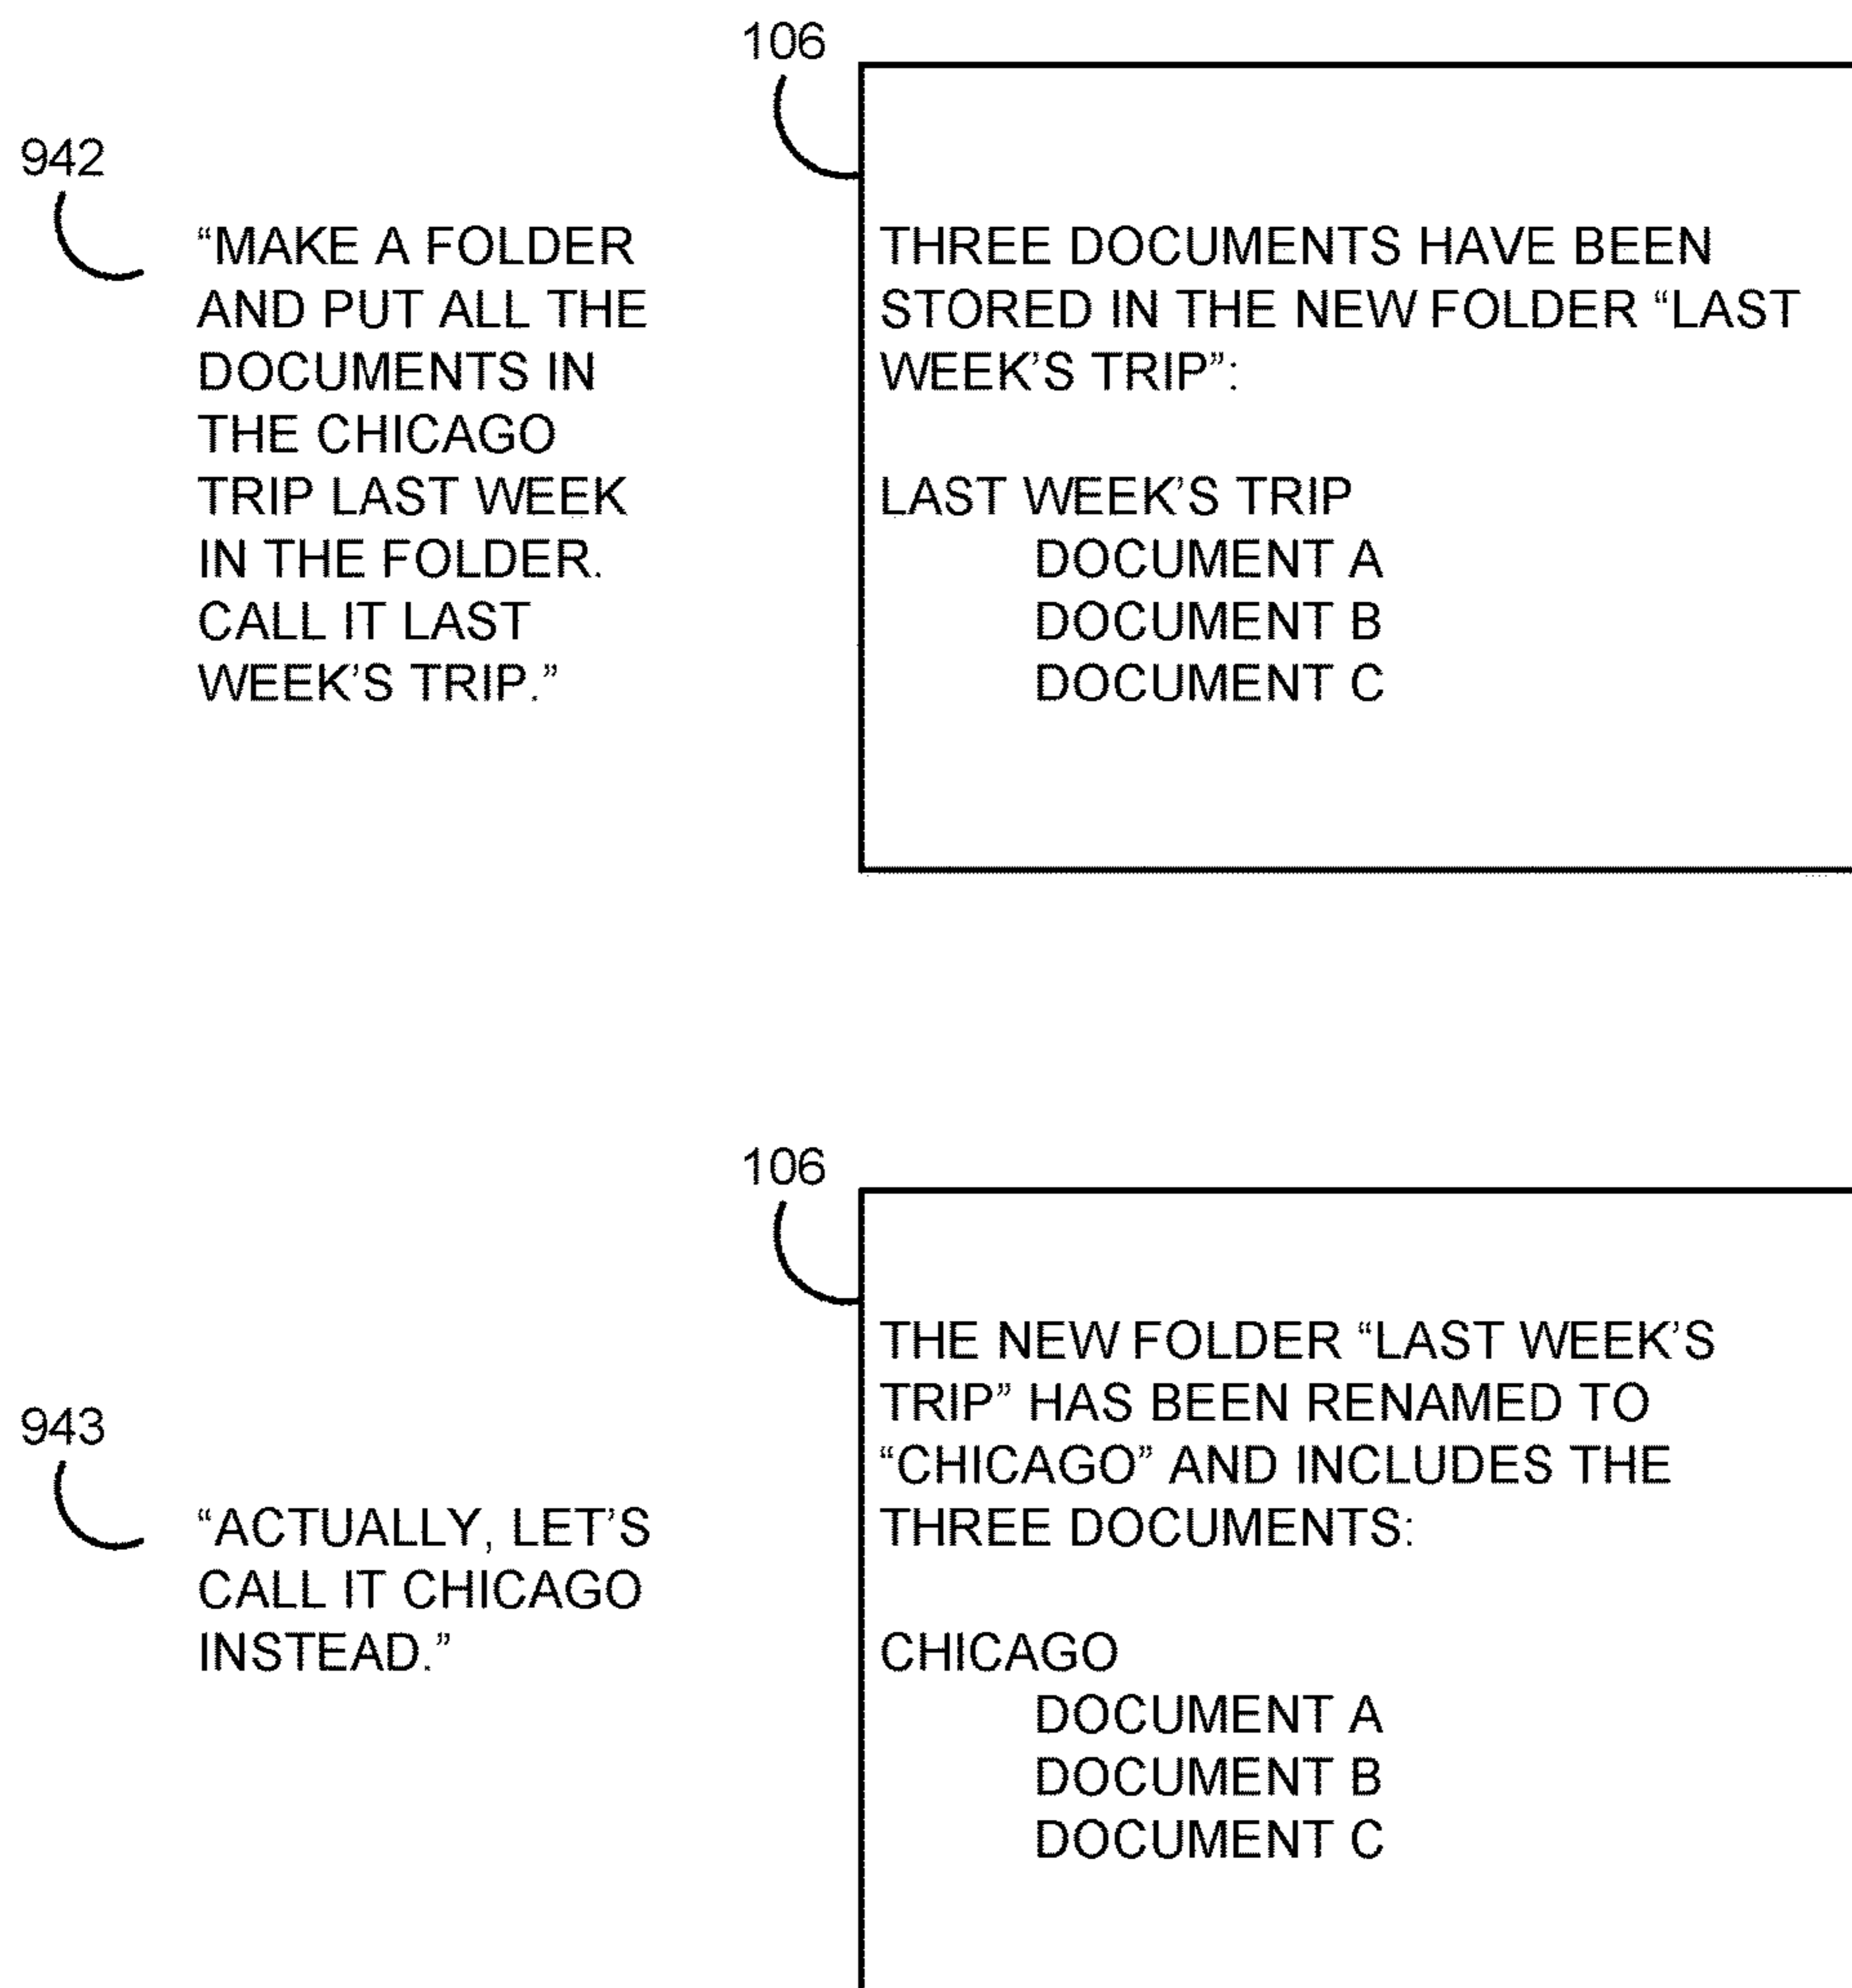 106
942
“MAKE A FOLDER
AND PUT ALL THE
DOCUMENTS IN
THE CHICAGO
TRIP LAST WEEK
IN THE FOLDER.
CALL IT LAST
WEEK’S TRIP.”
THREE DOCUMENTS HAVE BEEN
STORED IN THE NEW FOLDER “LAST
WEEK’S TRIP”:
LAST WEEK’S TRIP
DOCUMENT A
DOCUMENT B
DOCUMENT C
106
943
“ACTUALLY, LET’S
CALL IT CHICAGO
INSTEAD.”
THE NEW FOLDER “LAST WEEK’S
TRIP” HAS BEEN RENAMED TO
“CHICAGO” AND INCLUDES THE
THREE DOCUMENTS:
CHICAGO
DOCUMENT A
DOCUMENT B
DOCUMENT C